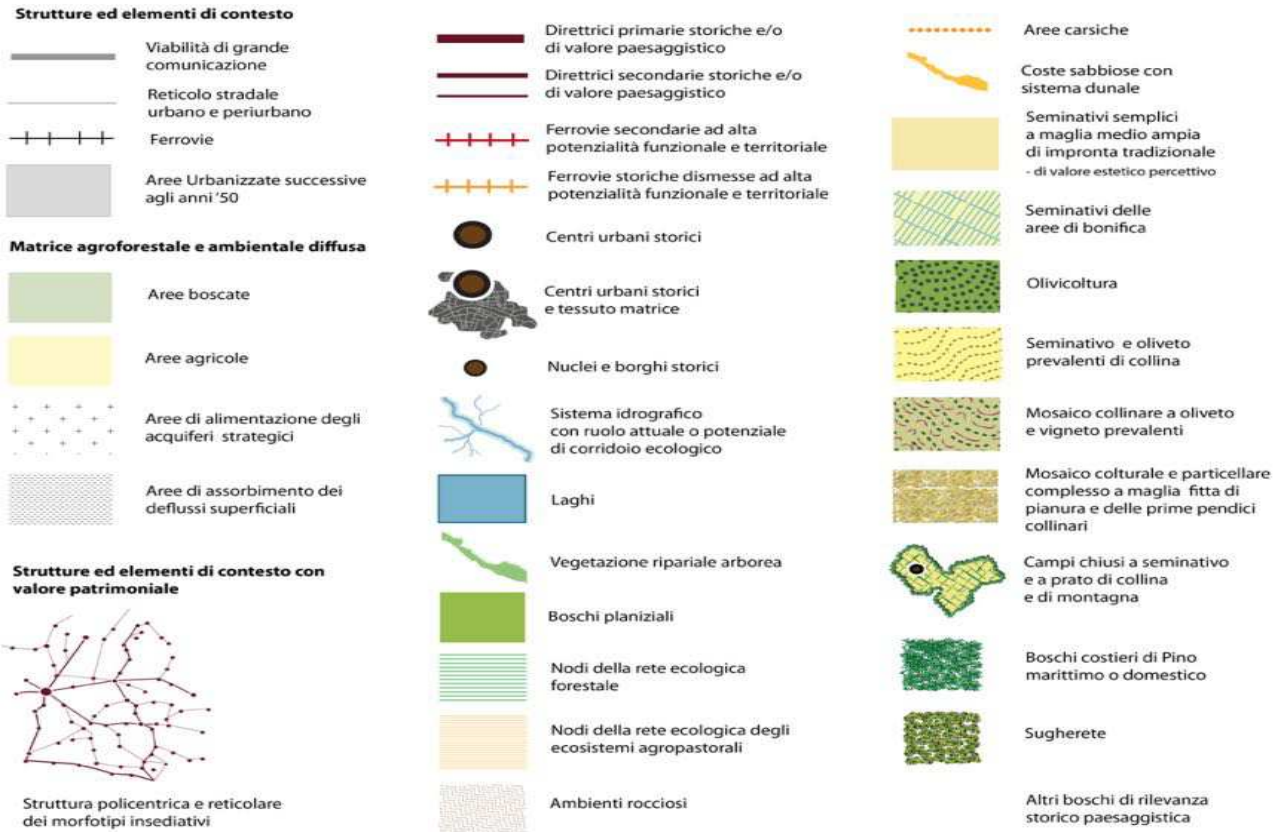 Strutture ed elementi di contesto
Viabilità di grande
comunicazione
Reticolo stradale
urbano e periurbano
Ferrovie
Aree Urbanizzate successive
agli anni '50
Matrice agroforestale e ambientale diffusa
Aree boscate
Aree agricole
Aree di alimentazione degli
acquiferi strategici
Aree di assorbimento dei
deflussi superficiali
Strutture ed elementi di contesto con
valore patrimoniale
Struttura policentrica e reticolare
dei morfotipi insediativi
Direttrici primarie storiche e/o
di valore paesaggistico
Direttrici secondarie storiche e/o
di valore paesaggistico
Ferrovie secondarie ad alta
potenzialità funzionale e territoriale
Ferrovie storiche dismesse ad alta
potenzialità funzionale e territoriale
Centri urbani storici
Centri urbani storici
e tessuto matrice
Nuclei e borghi storici
Sistema idrografico
con ruolo attuale o potenziale
di corridoio ecologico
Laghi
Vegetazione ripariale arborea
Boschi planiziali
Nodi della rete ecologica
forestale
Nodi della rete ecologica degli
ecosistemi agropastorali
Ambienti rocciosi
Aree carsiche
Coste sabbiose con
sistema dunale
Seminativi semplici
a maglia medio ampia
di impronta tradizionale
- di valore estetico percettivo
Seminativi delle
aree di bonifica
Olivicoltura
Seminativo e oliveto
prevalenti di collina
Mosaico collinare a oliveto
e vigneto prevalenti
Mosaico colturale e particellare
complesso a maglia fitta di
pianura e delle prime pendici
collinari
Campi chiusi a seminativo
e a prato di collina
e di montagna
Boschi costieri di Pino
marittimo o domestico
Sugherete
Altri boschi di rilevanza
storico paesaggistica